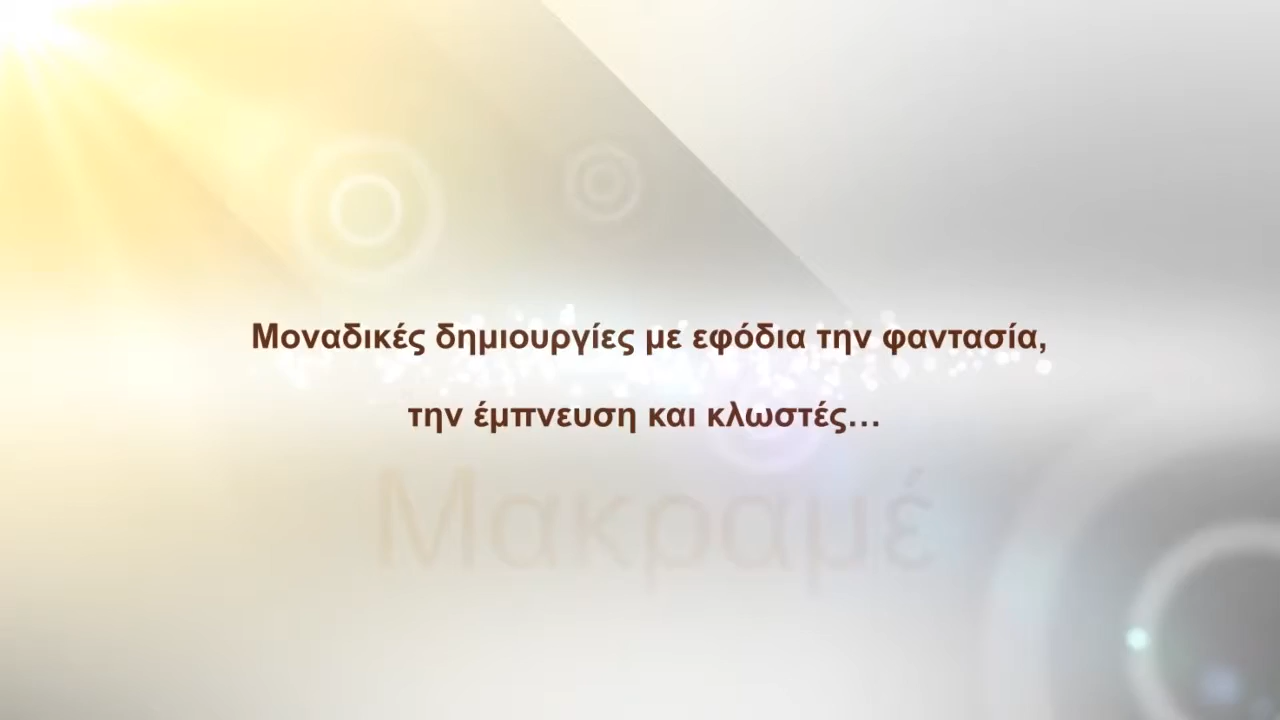 Μοναδικές δημιουργίες με εφόδια την φαντασία,
την έμπνευση και κλωστές...
Μακραμέ